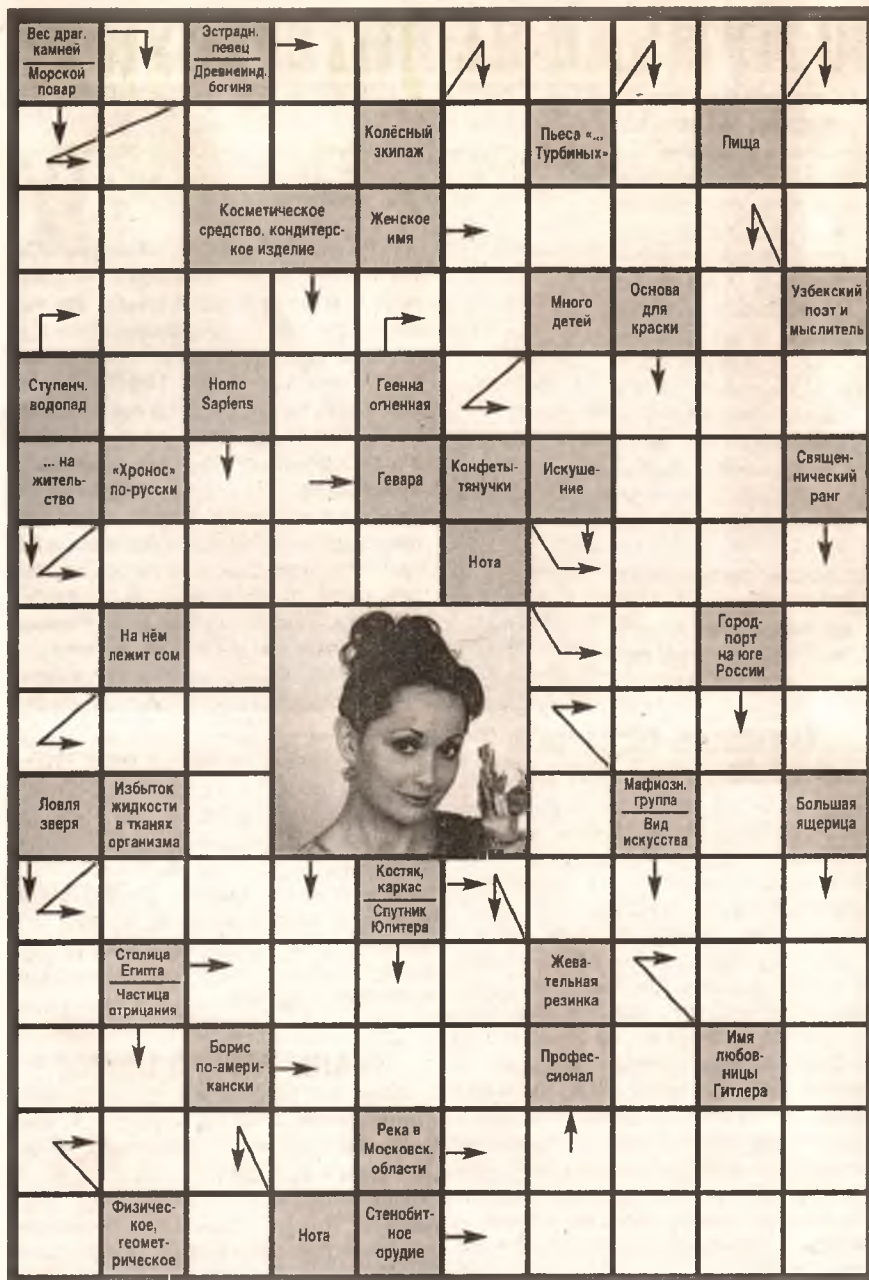 Вес драг.
камней
Морской
повар
Эстрадн.
певец
Древнеинд.
богиня
Колёсный
экипаж
Пьеса «...
Турбиных»
Пища
Косметическое
средство, кондитерс-
кое изделие
Женское
имя
Много
детей
Основа
для
краски
Узбекский
поэт и
мыслитель
Ступенч.
водопад
Homo
Sapiens
Геенна
огненная
... на
житель-
ство
«Хронос»
по-русски
Гевара
Конфеты-
тянучки
Искуше-
ние
Священ-
нический
ранг
Нота
На нём
лежит сом
Город-
порт
на юге
России
Ловля
зверя
Избыток
жидкости
в тканях
организма
Мафиозн.
группа
Вид
искусства
Большая
ящерица
Костяк,
каркас
Спутник
Юпитера
Столица
Египта
Частица
отрицания
Жева-
тельная
резинка
Борис
по-амери-
кански
Профес-
сионал
Имя
любов-
ницы
Гитлера
Река в
Московск.
области
Физичес-
кое,
геомет-
рическое
Нота
Стенобит-
ное
орудие